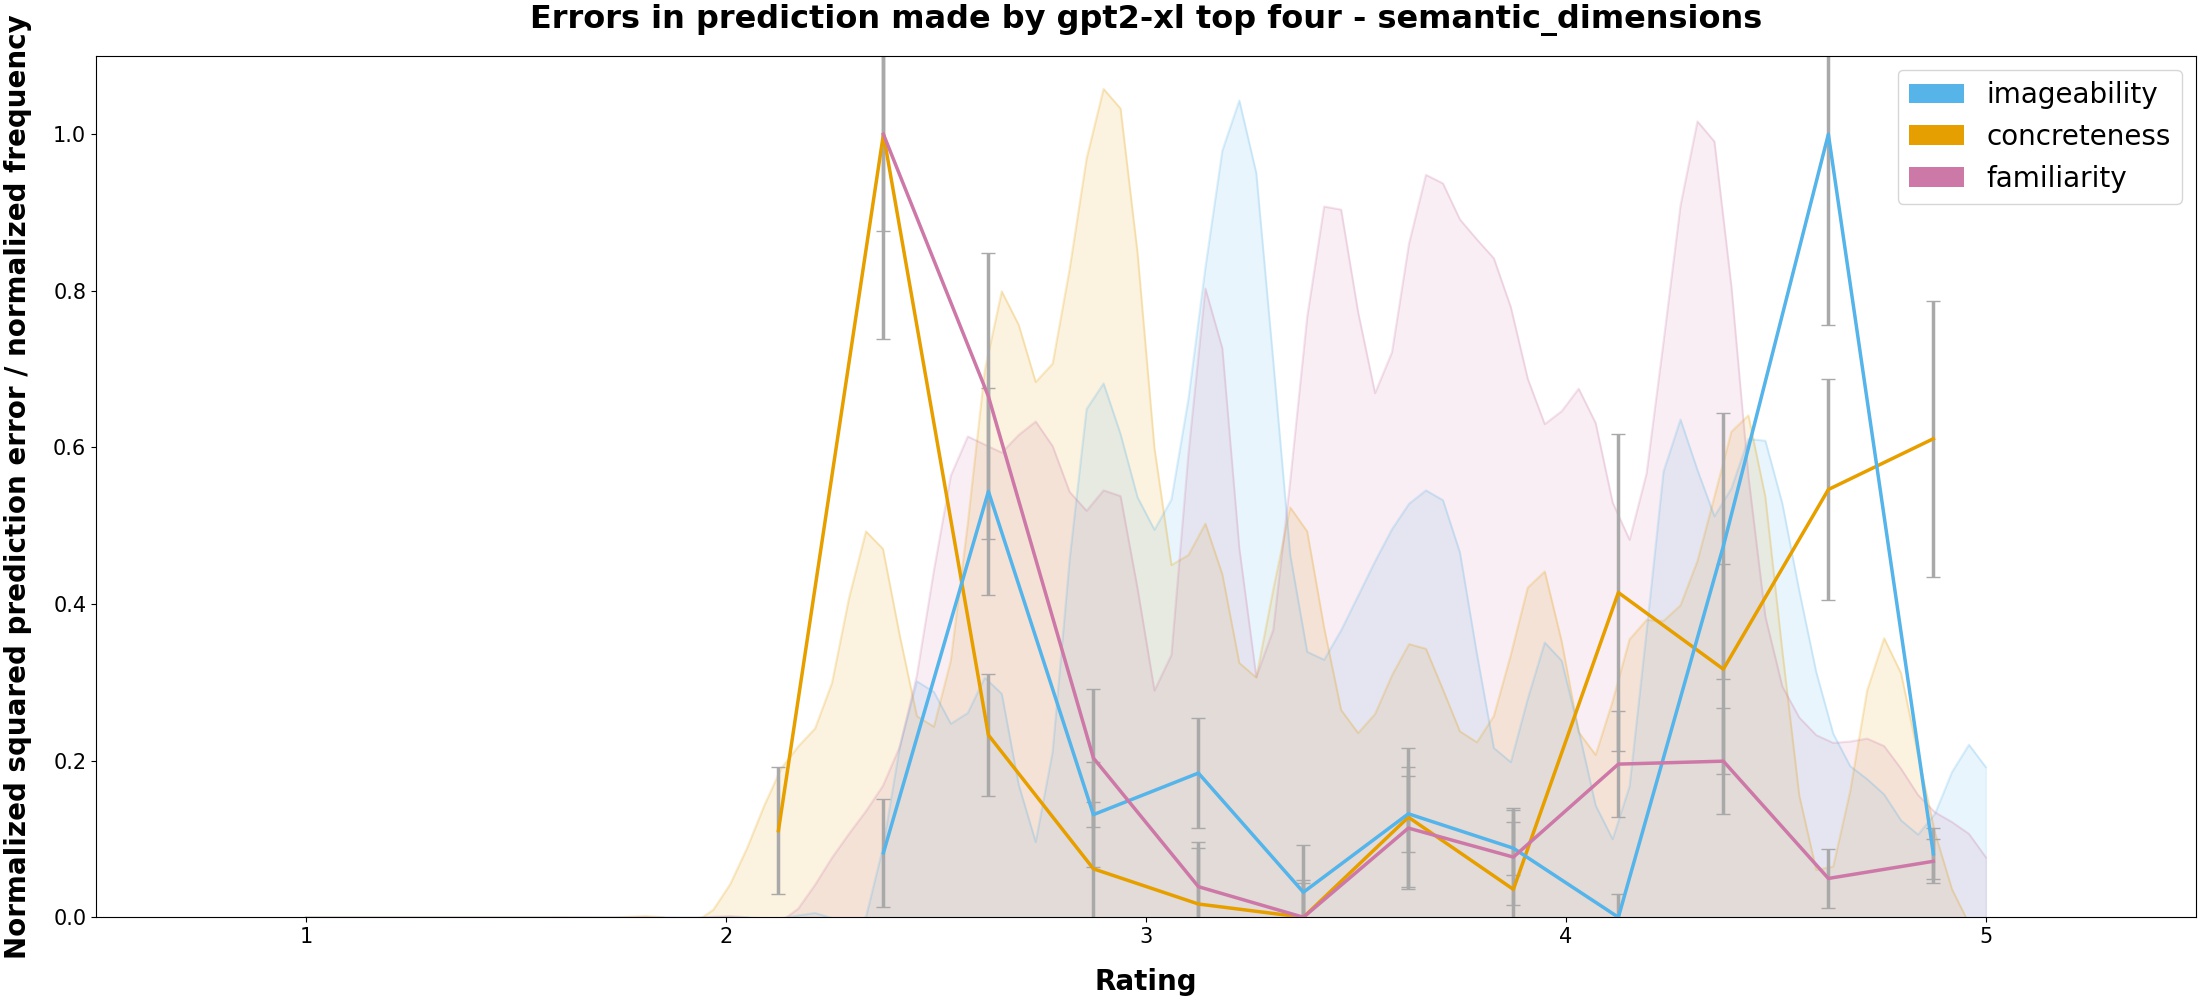 Errors in prediction made by gpt2-xl top four - semantic_dimensions
Normalized squared prediction error / normalized frequency
1.0
0.8
0.6
0.4
0.2
0.0
imageability
concreteness
familiarity
1 2 3 4 5
Rating